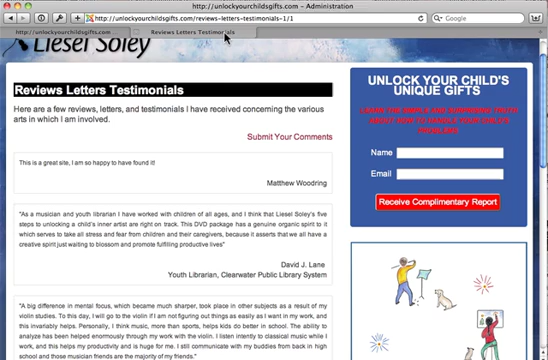 http://unlockyourchildsgifts.com – Administration
http://unlockyourchildsgifts.com/reviews-letters-testimonials-1/1
Google
http://unlockyourchildsgifts.com ...
Reviews Letters Testimonials
Liesel Soley
Reviews Letters Testimonials
Here are a few reviews, letters, and testimonials I have received concerning the various
arts in which I am involved.
Submit Your Comments
This is a great site, I am so happy to have found it!
Matthew Woodring
"As a musician and youth librarian I have worked with children of all ages, and I think that Liesel Soley's five
steps to unlocking a child's inner artist are right on track. This DVD package has a genuine organic spirit to it
which serves to take all stress and fear from children and their caregivers, because it asserts that we all have a
creative spirit just waiting to blossom and promote fulfilling productive lives"
David J. Lane
Youth Librarian, Clearwater Public Library System
"A big difference in mental focus, which became much sharper, took place in other subjects as a result of my
violin studies. To this day, I will go to the violin if I am not figuring out things as easily as I want in my work, and
this invariably helps. Personally, I think music, more than sports, helps kids do better in school. The ability to
analyze has been helped enormously through my work with the violin. I listen intently to classical music while I
work, and this helps my productivity and is a huge help. I still communicate with my buddies from back in high
school and those musician friends are the majority of my friends.
UNLOCK YOUR CHILD'S
UNIQUE GIFTS
LEARN THE SIMPLE AND
TRUTH
ABOUT HOW TO
YOUR CHILD'S
Name
Email
Receive Complimentary Report